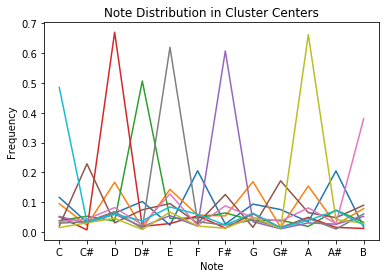 Note Distribution in Cluster Centers
0.7
0.6
0.5
0.4
0.3
0.2
0.1
0.0
Frequency
C C# D D# E F F# G G# A A# B
Note